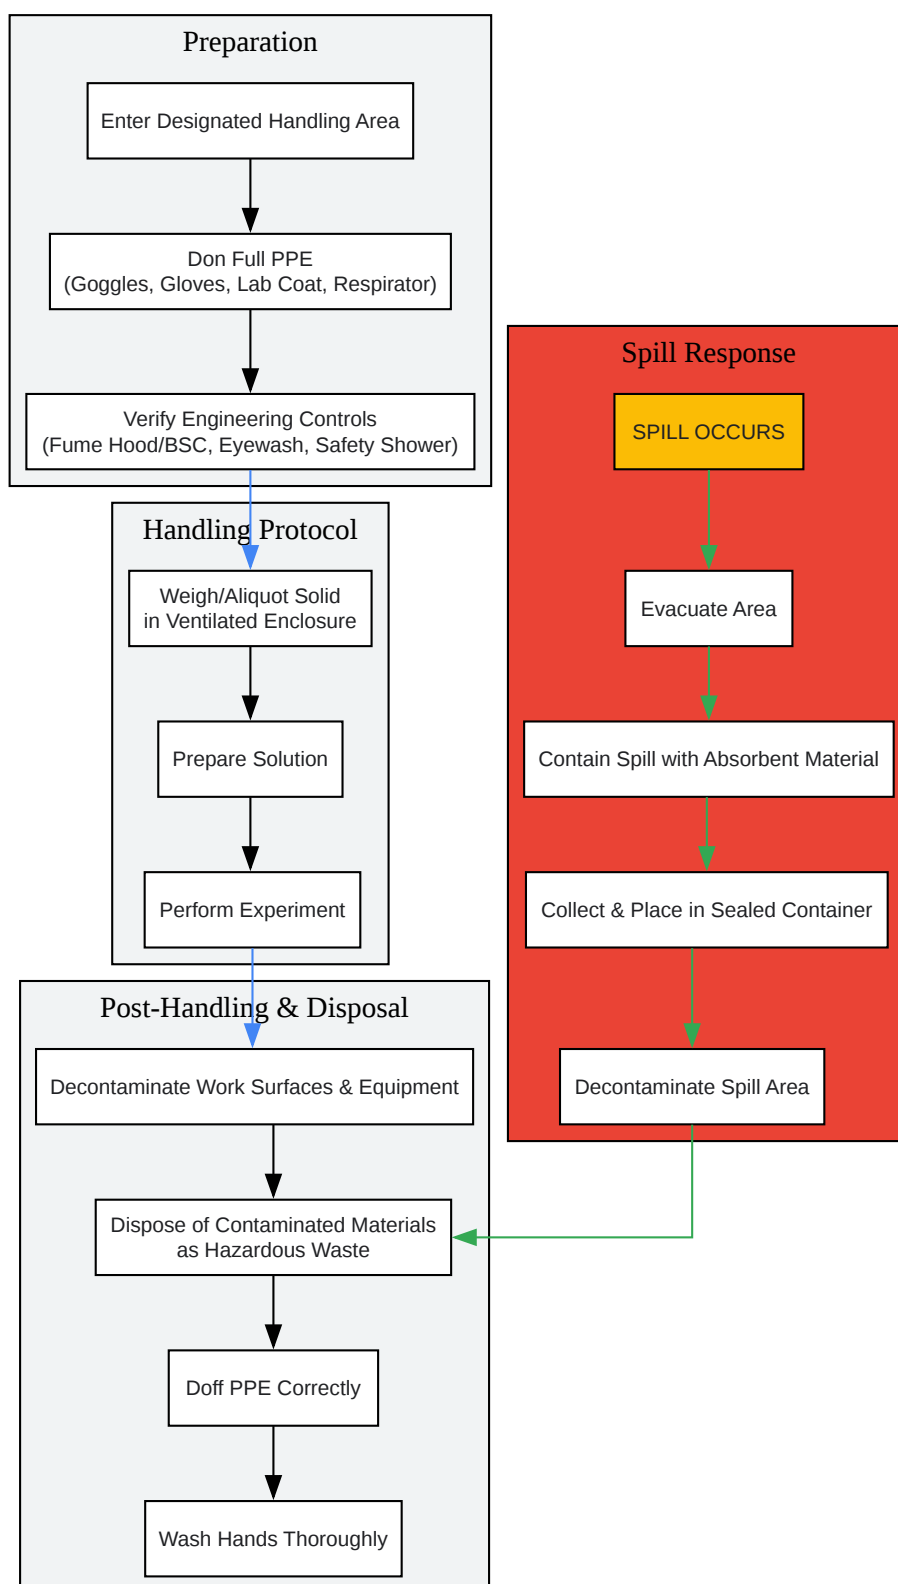 Preparation
Enter Designated Handling Area
Don Full PPE
(Goggles, Gloves, Lab Coat, Respirator)
Verify Engineering Controls
(Fume Hood/BSC, Eyewash, Safety Shower)
Handling Protocol
Weigh/Aliquot Solid
in Ventilated Enclosure
Prepare Solution
Perform Experiment
Post-Handling & Disposal
Decontaminate Work Surfaces & Equipment
Dispose of Contaminated Materials
as Hazardous Waste
Doff PPE Correctly
Wash Hands Thoroughly
Spill Response
SPILL OCCURS
Evacuate Area
Contain Spill with Absorbent Material
Collect & Place in Sealed Container
Decontaminate Spill Area